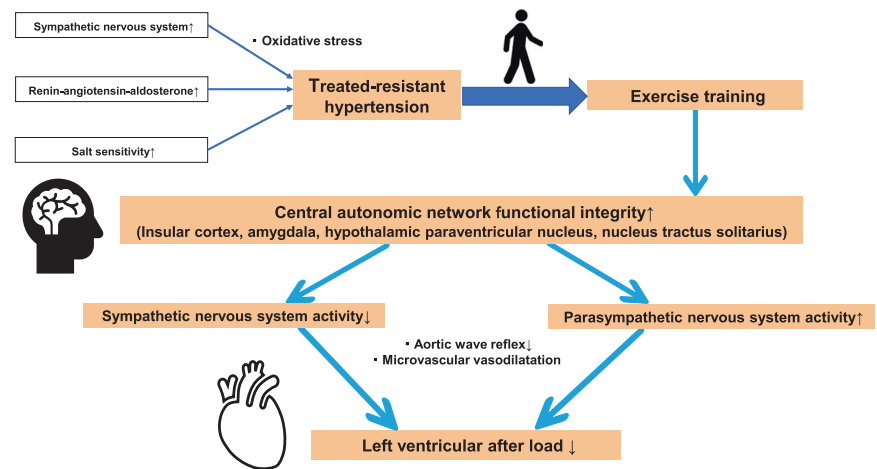 Sympathetic nervous system↑
・Oxidative stress
Renin-angiotensin-aldosterone↑
Salt sensitivity↑
Treated-resistant
hypertension
Exercise training
Central autonomic network functional integrity↑
(Insular cortex, amygdala, hypothalamic paraventricular nucleus, nucleus tractus solitarius)
Sympathetic nervous system activity↓
Parasympathetic nervous system activity↑
・Aortic wave reflex↓
・Microvascular vasodilatation
Left ventricular after load ↓